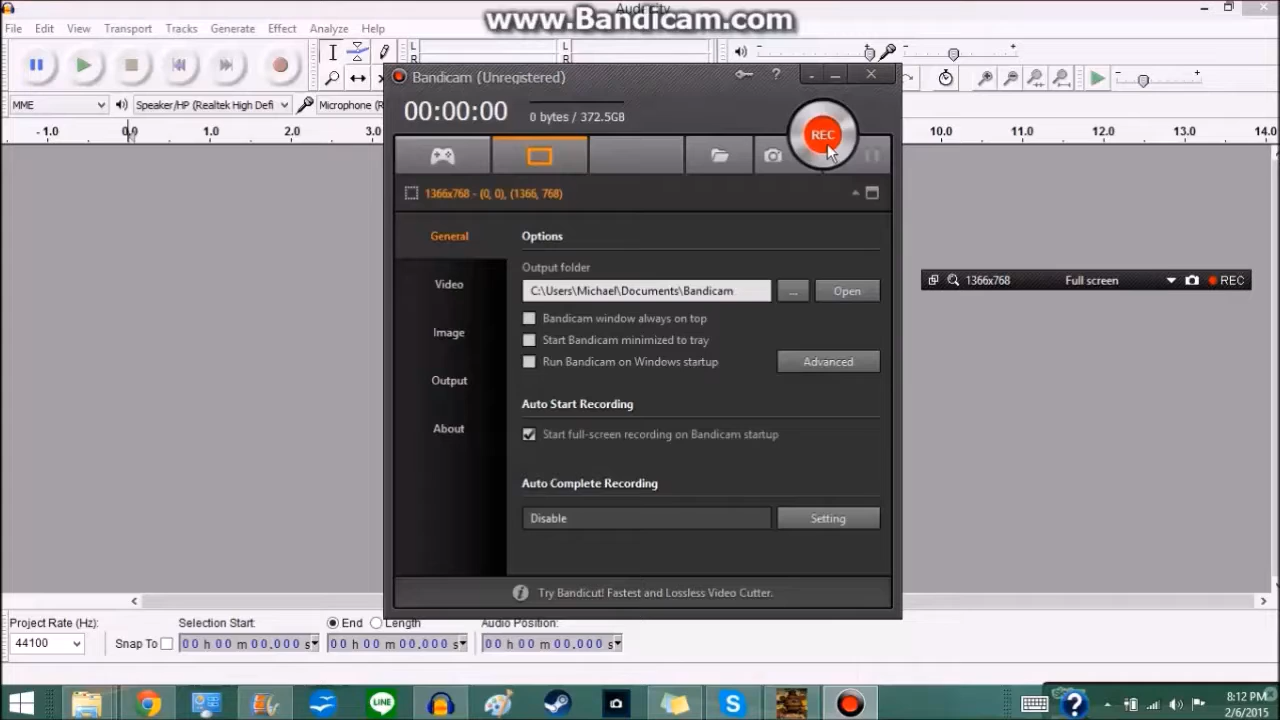 www.Bandicam.com
Audacity
File Edit View Transport Tracks Generate Effect Analyze Help
L
R
L
R
Bandicam (Unregistered)
?
MME
Speaker/HP (Realtek High Defi
Microphone (R
00:00:00
0 bytes / 372.5GB
REC
- 1.0 0.0 1.0 2.0 3.0 10.0 11.0 12.0 13.0 14.0
1366x768 - (0, 0), (1366, 768)
General
Options
Output folder
C:\Users\Michael\Documents\Bandicam
...
Open
1366x768
Full screen
REC
Video
Bandicam window always on top
Image
Start Bandicam minimized to tray
Run Bandicam on Windows startup
Advanced
Output
Auto Start Recording
About
Start full-screen recording on Bandicam startup
Auto Complete Recording
Disable
Setting
Try Bandicut! Fastest and Lossless Video Cutter.
Project Rate (Hz):
Selection Start:
End
Length
Audio Position:
44100
Snap To
00 h 00 m 00.000 s
00 h 00 m 00.000 s
00 h 00 m 00.000 s
LINE
8:12 PM
2/6/2015